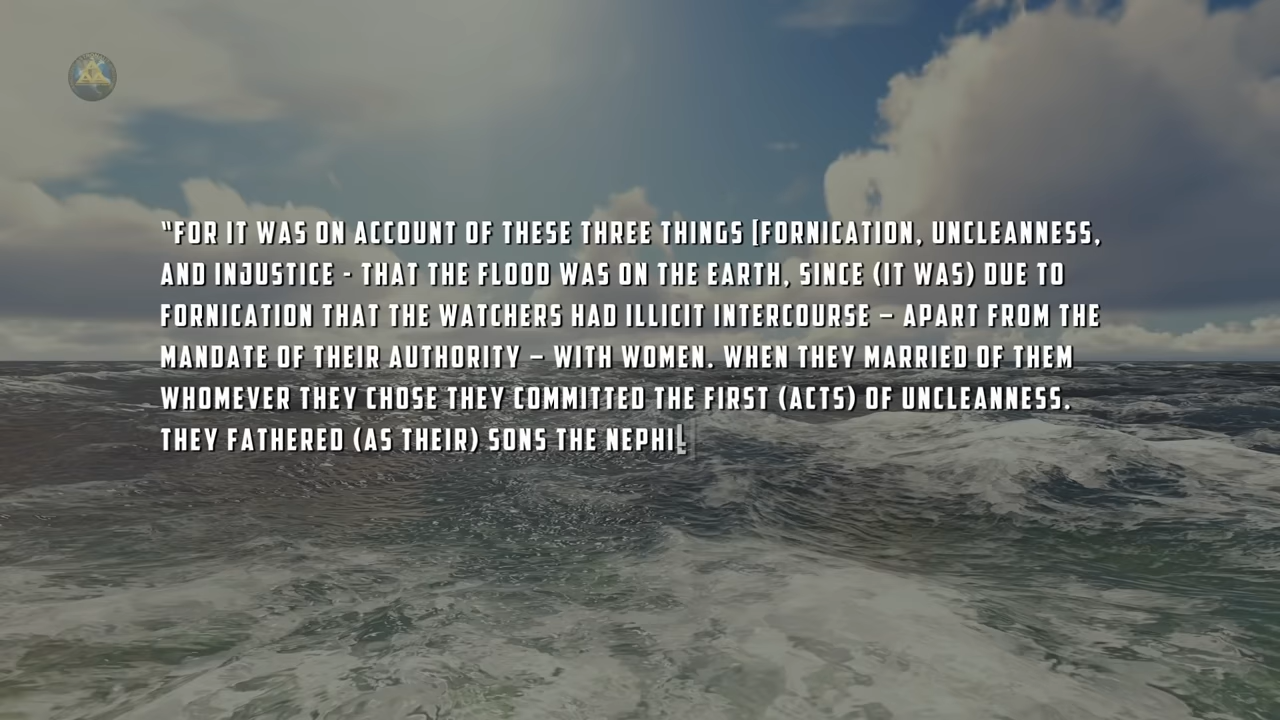 “FOR IT WAS ON ACCOUNT OF THESE THREE THINGS [FORNICATION, UNCLEANNESS,
AND INJUSTICE - THAT THE FLOOD WAS ON THE EARTH, SINCE (IT WAS) DUE TO
FORNICATION THAT THE WATCHERS HAD ILLICIT INTERCOURSE – APART FROM THE
MANDATE OF THEIR AUTHORITY – WITH WOMEN. WHEN THEY MARRIED OF THEM
WHOMEVER THEY CHOSE THEY COMMITTED THE FIRST (ACTS) OF UNCLEANNESS.
THEY FATHERED (AS THEIR) SONS THE NEPHIL